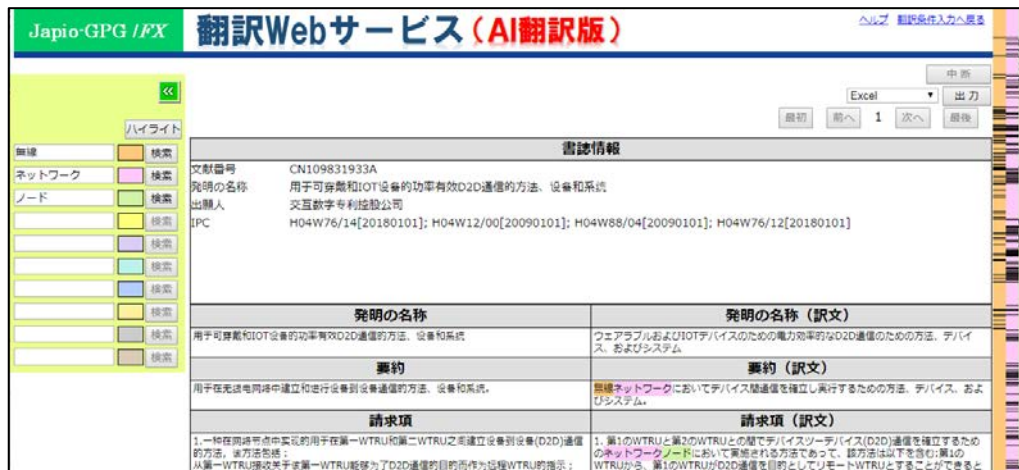 Japio-GPG /FX 翻訳Webサービス(AI翻訳版) ヘルプ 翻訳条件入力へ戻る
中断
Excel 出力
最初 前へ 1 次へ 最後
ハイライト
無線 検索
ネットワーク 検索
ノード 検索
検索
検索
検索
検索
検索
検索
検索
書誌情報
文献番号 CN109831933A
発明の名称 用于可穿戴和IOT设备的功率有效D2D通信的方法、设备和系统
出願人 交互数字专利控股公司
IPC H04W76/14[20180101]; H04W12/00[20090101]; H04W88/04[20090101]; H04W76/12[20180101]
発明の名称 発明の名称（訳文）
用于可穿戴和IOT设备的功率有效D2D通信的方法、设备和系统
ウェアラブルおよびIOTデバイスのための電力効率的なD2D通信のための方法、デバイ
ス、およびシステム
要約 要約（訳文）
用于在无线电网络中建立和进行设备到设备通信的方法、设备和系统。
無線ネットワークにおいてデバイス間通信を確立し実行するための方法、デバイス、およ
びシステム。
請求項 請求項（訳文）
1.一种在网络节点中实现的用于在第一WTRU和第二WTRU之间建立设备到设备(D2D)通信
的方法，该方法包括：
从第一WTRU接收关于该第一WTRU能够为了D2D通信的目的而作为远程WTRU的指示；
1. 第1のWTRUと第2のWTRUとの間でデバイスツーデバイス(D2D)通信を確立するため
のネットワークノードにおいて実施される方法であって、該方法は以下を含む:第1の
WTRUから、第1のWTRUがD2D通信を目的としてリモートWTRUとすることができると